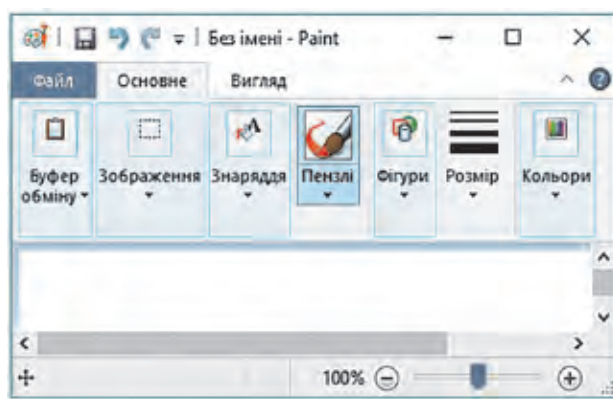 Без імені - Paint
Файл Основне Вигляд
Буфер обміну Зображення Знаряддя Пензлі Фігури Розмір Кольори
100%